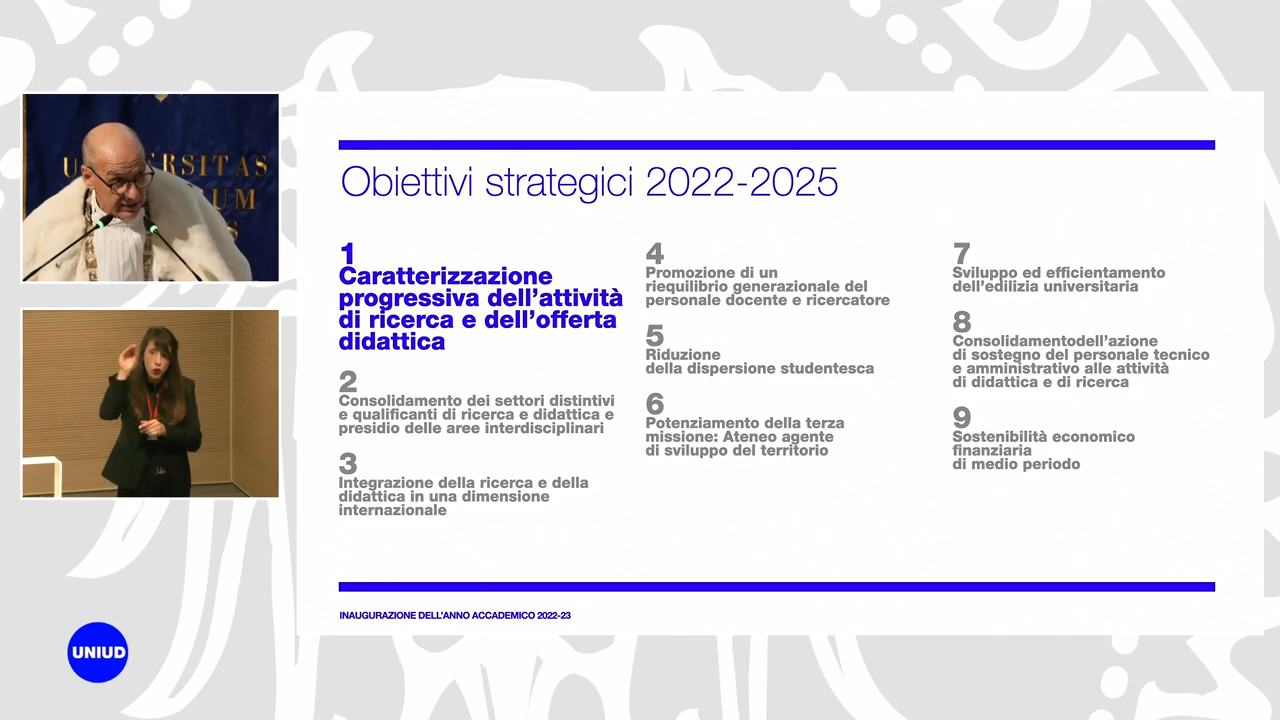 Obiettivi strategici 2022-2025
1
Caratterizzazione
progressiva dell'attività
di ricerca e dell'offerta
didattica
2
Consolidamento dei settori distintivi
e qualificanti di ricerca e didattica e
presidio delle aree interdisciplinari
3
Integrazione della ricerca e della
didattica in una dimensione
internazionale
4
Promozione di un
riequilibrio generazionale del
personale docente e ricercatore
5
Riduzione
della dispersione studentesca
6
Potenziamento della terza
missione: Ateneo agente
di sviluppo del territorio
7
Sviluppo ed efficientamento
dell'edilizia universitaria
8
Consolidamentodell'azione
di sostegno del personale tecnico
e amministrativo alle attività
di didattica e di ricerca
9
Sostenibilità economico
finanziaria
di medio periodo
INAUGURAZIONE DELL'ANNO ACCADEMICO 2022-23
UNIUD